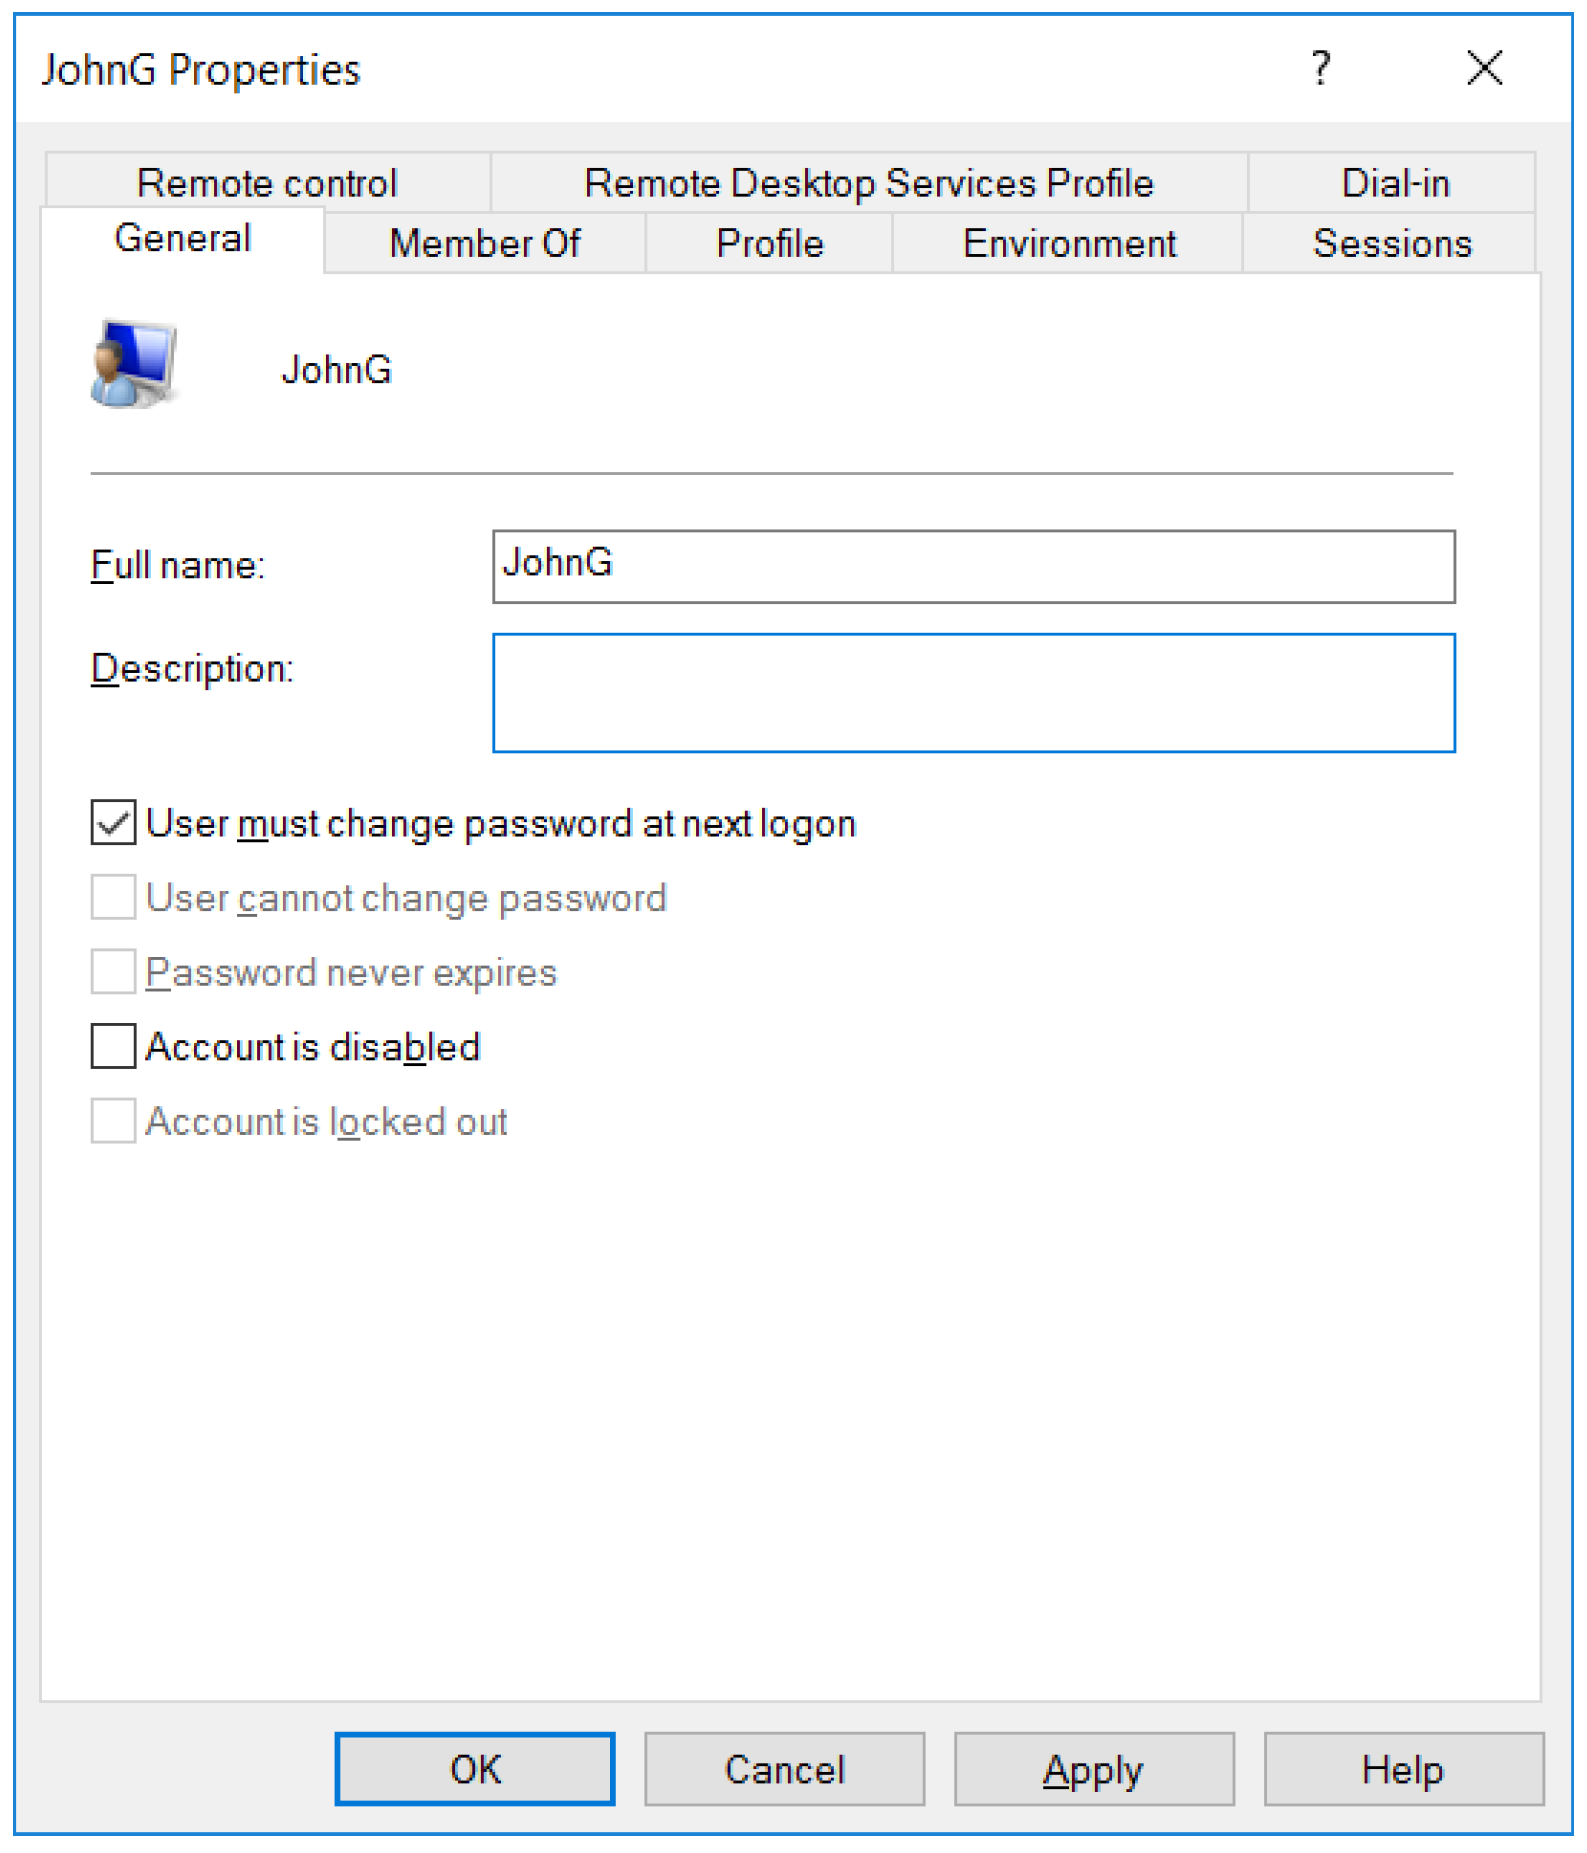 JohnG Properties ?
Remote control Remote Desktop Services Profile Dial-in
General Member Of Profile Environment Sessions
JohnG
Full name: JohnG
Description:
User must change password at next logon
User cannot change password
Password never expires
Account is disabled
Account is locked out
OK Cancel Apply Help